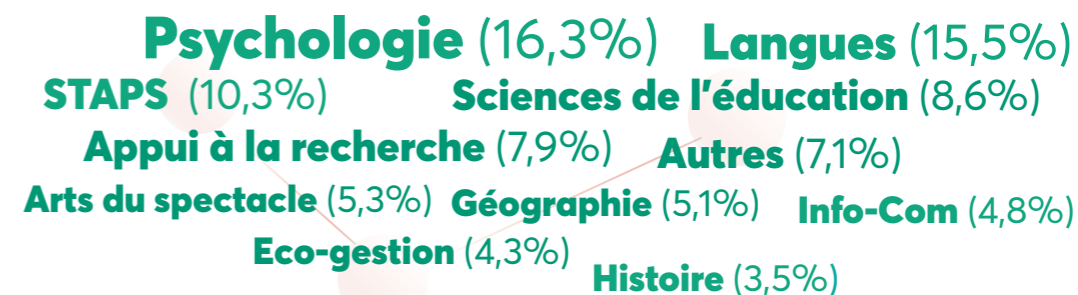 Psychologie (16,3%) Langues (15,5%)
STAPS (10,3%) Sciences de l'éducation (8,6%)
Appui à la recherche (7,9%) Autres (7,1%)
Arts du spectacle (5,3%) Géographie (5,1%) Info-Com (4,8%)
Eco-gestion (4,3%)
Histoire (3,5%)